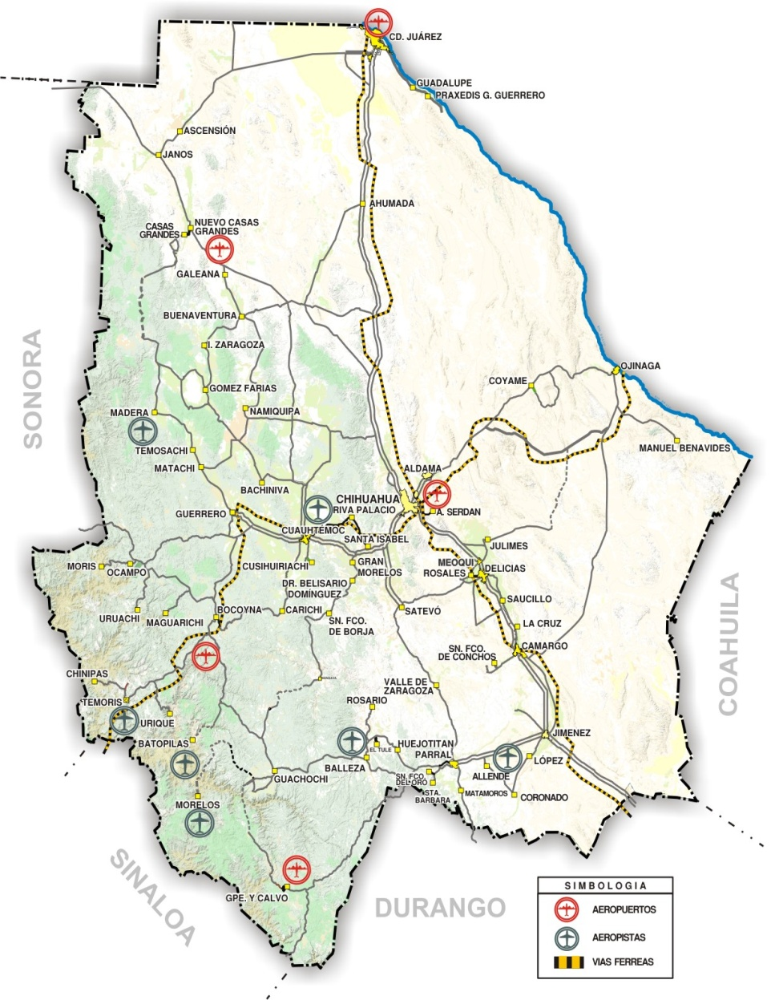 CD. JUÁREZ
GUADALUPE
PRAXEDIS G. GUERRERO
ASCENSIÓN
JANOS
AHUMADA
CASAS
GRANDES
NUEVO CASAS
GRANDES
GALEANA
BUENAVENTURA
I. ZARAGOZA
SONORA
OJINAGA
COYAME
GOMEZ FARIAS
MADERA
NAMIQUIPA
MANUEL BENAVIDES
TEMOSACHI
MATACHI
ALDAMA
BACHINIVA
CHIHUAHUA
RIVA PALACIO
A. SERDAN
GUERRERO
CUAUHTÉMOC
SANTA ISABEL
JULIMES
MORIS
OCAMPO
CUSIHUIRIACHI
GRAN
MORELOS
MEOQUI
ROSALES
DELICIAS
DR. BELISARIO
DOMÍNGUEZ
SAUCILLO
URUACHI
MAGUARICHI
BOCOYNA
CARICHI
SATEVÓ
SN. FCO.
DE BORJA
LA CRUZ
CAMARGO
SN. FCO.
DE CONCHOS
COAHUILA
CHINIPAS
VALLE DE
ZARAGOZA
TEMORIS
ROSARIO
URIQUE
BATOPILAS
JIMENEZ
HUEJOTITAN
EL TULE
PARRAL
LÓPEZ
BALLEZA
ALLENDE
GUACHOCHI
SN. FCO.
DEL ORO
STA.
BARBARA
MATAMOROS
CORONADO
MORELOS
SINALOA
GPE. Y CALVO
DURANGO
SIMBOLOGIA
AEROPUERTOS
AEROPISTAS
VIAS FERREAS